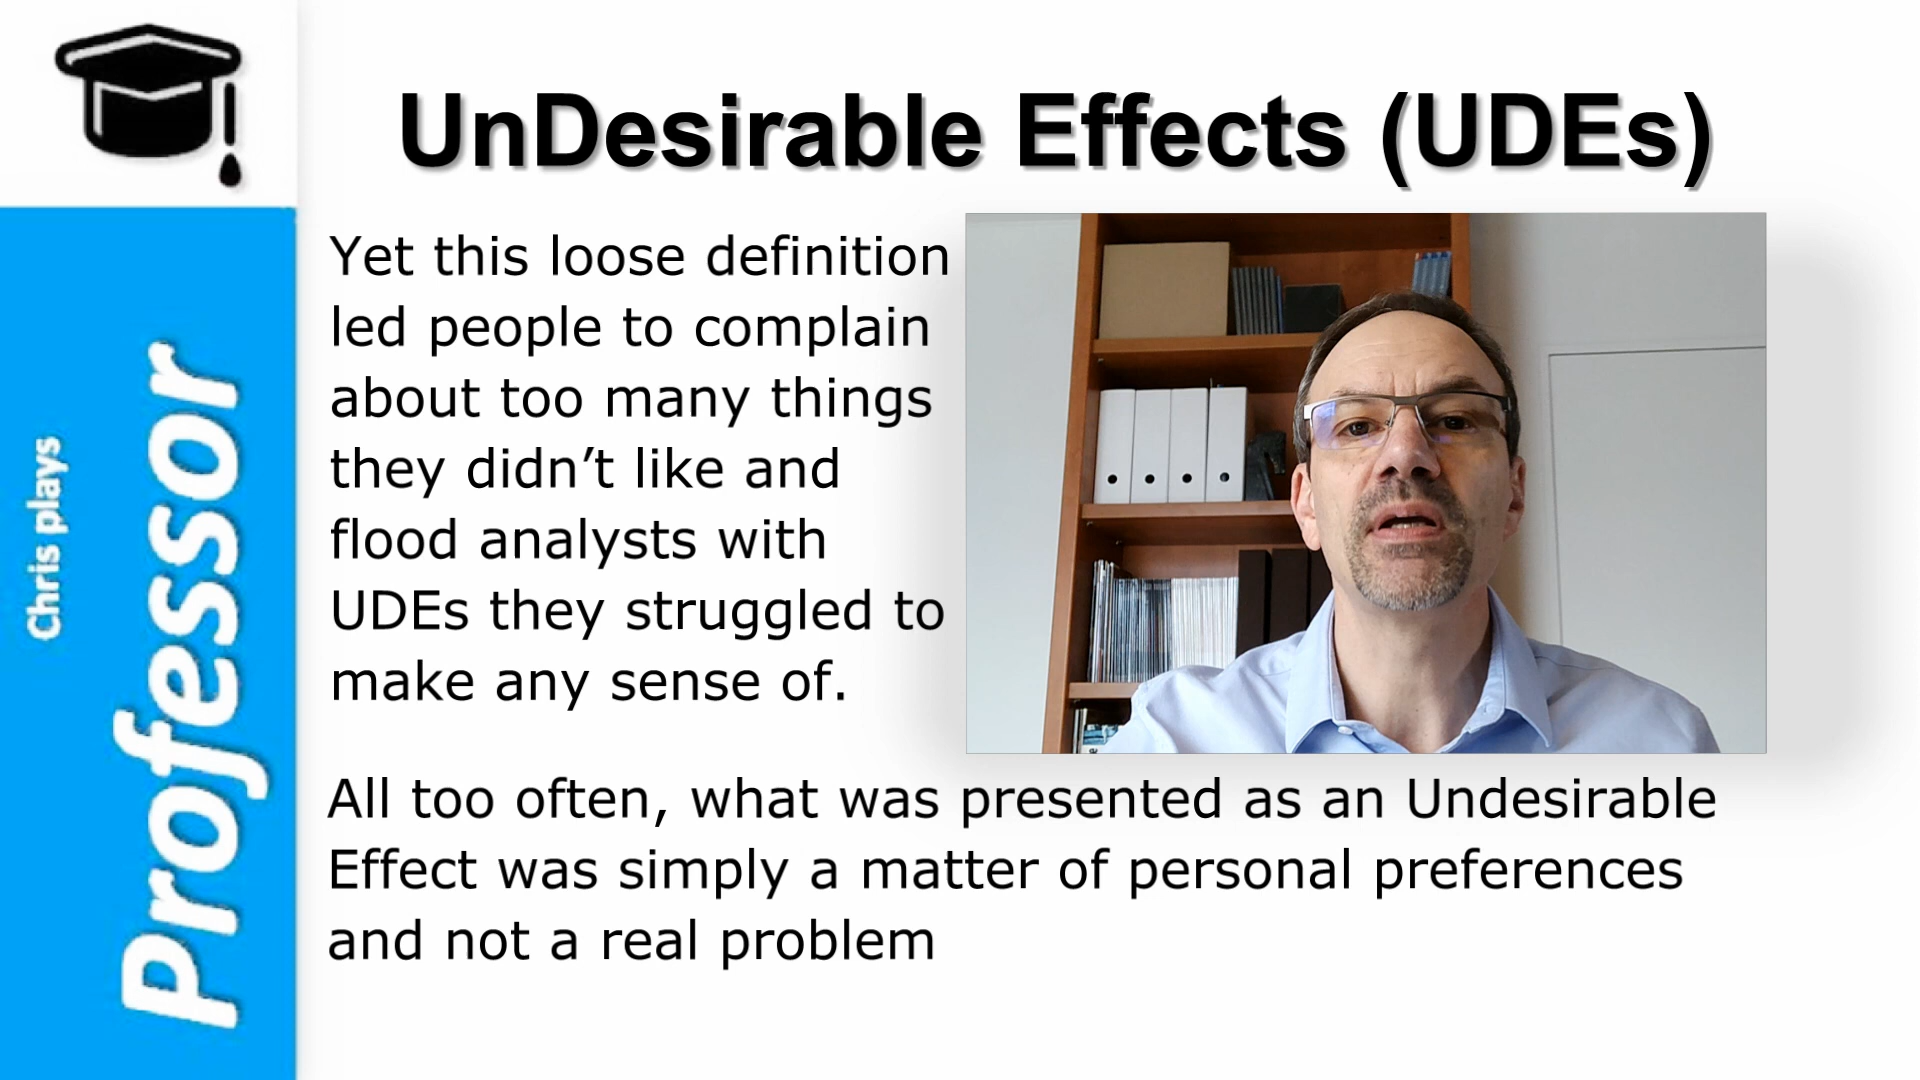 UnDesirable Effects (UDEs)
Yet this loose definition
led people to complain
about too many things
they didn’t like and
flood analysts with
UDEs they struggled to
make any sense of.
All too often, what was presented as an Undesirable
Effect was simply a matter of personal preferences
and not a real problem
Chris plays
Professor